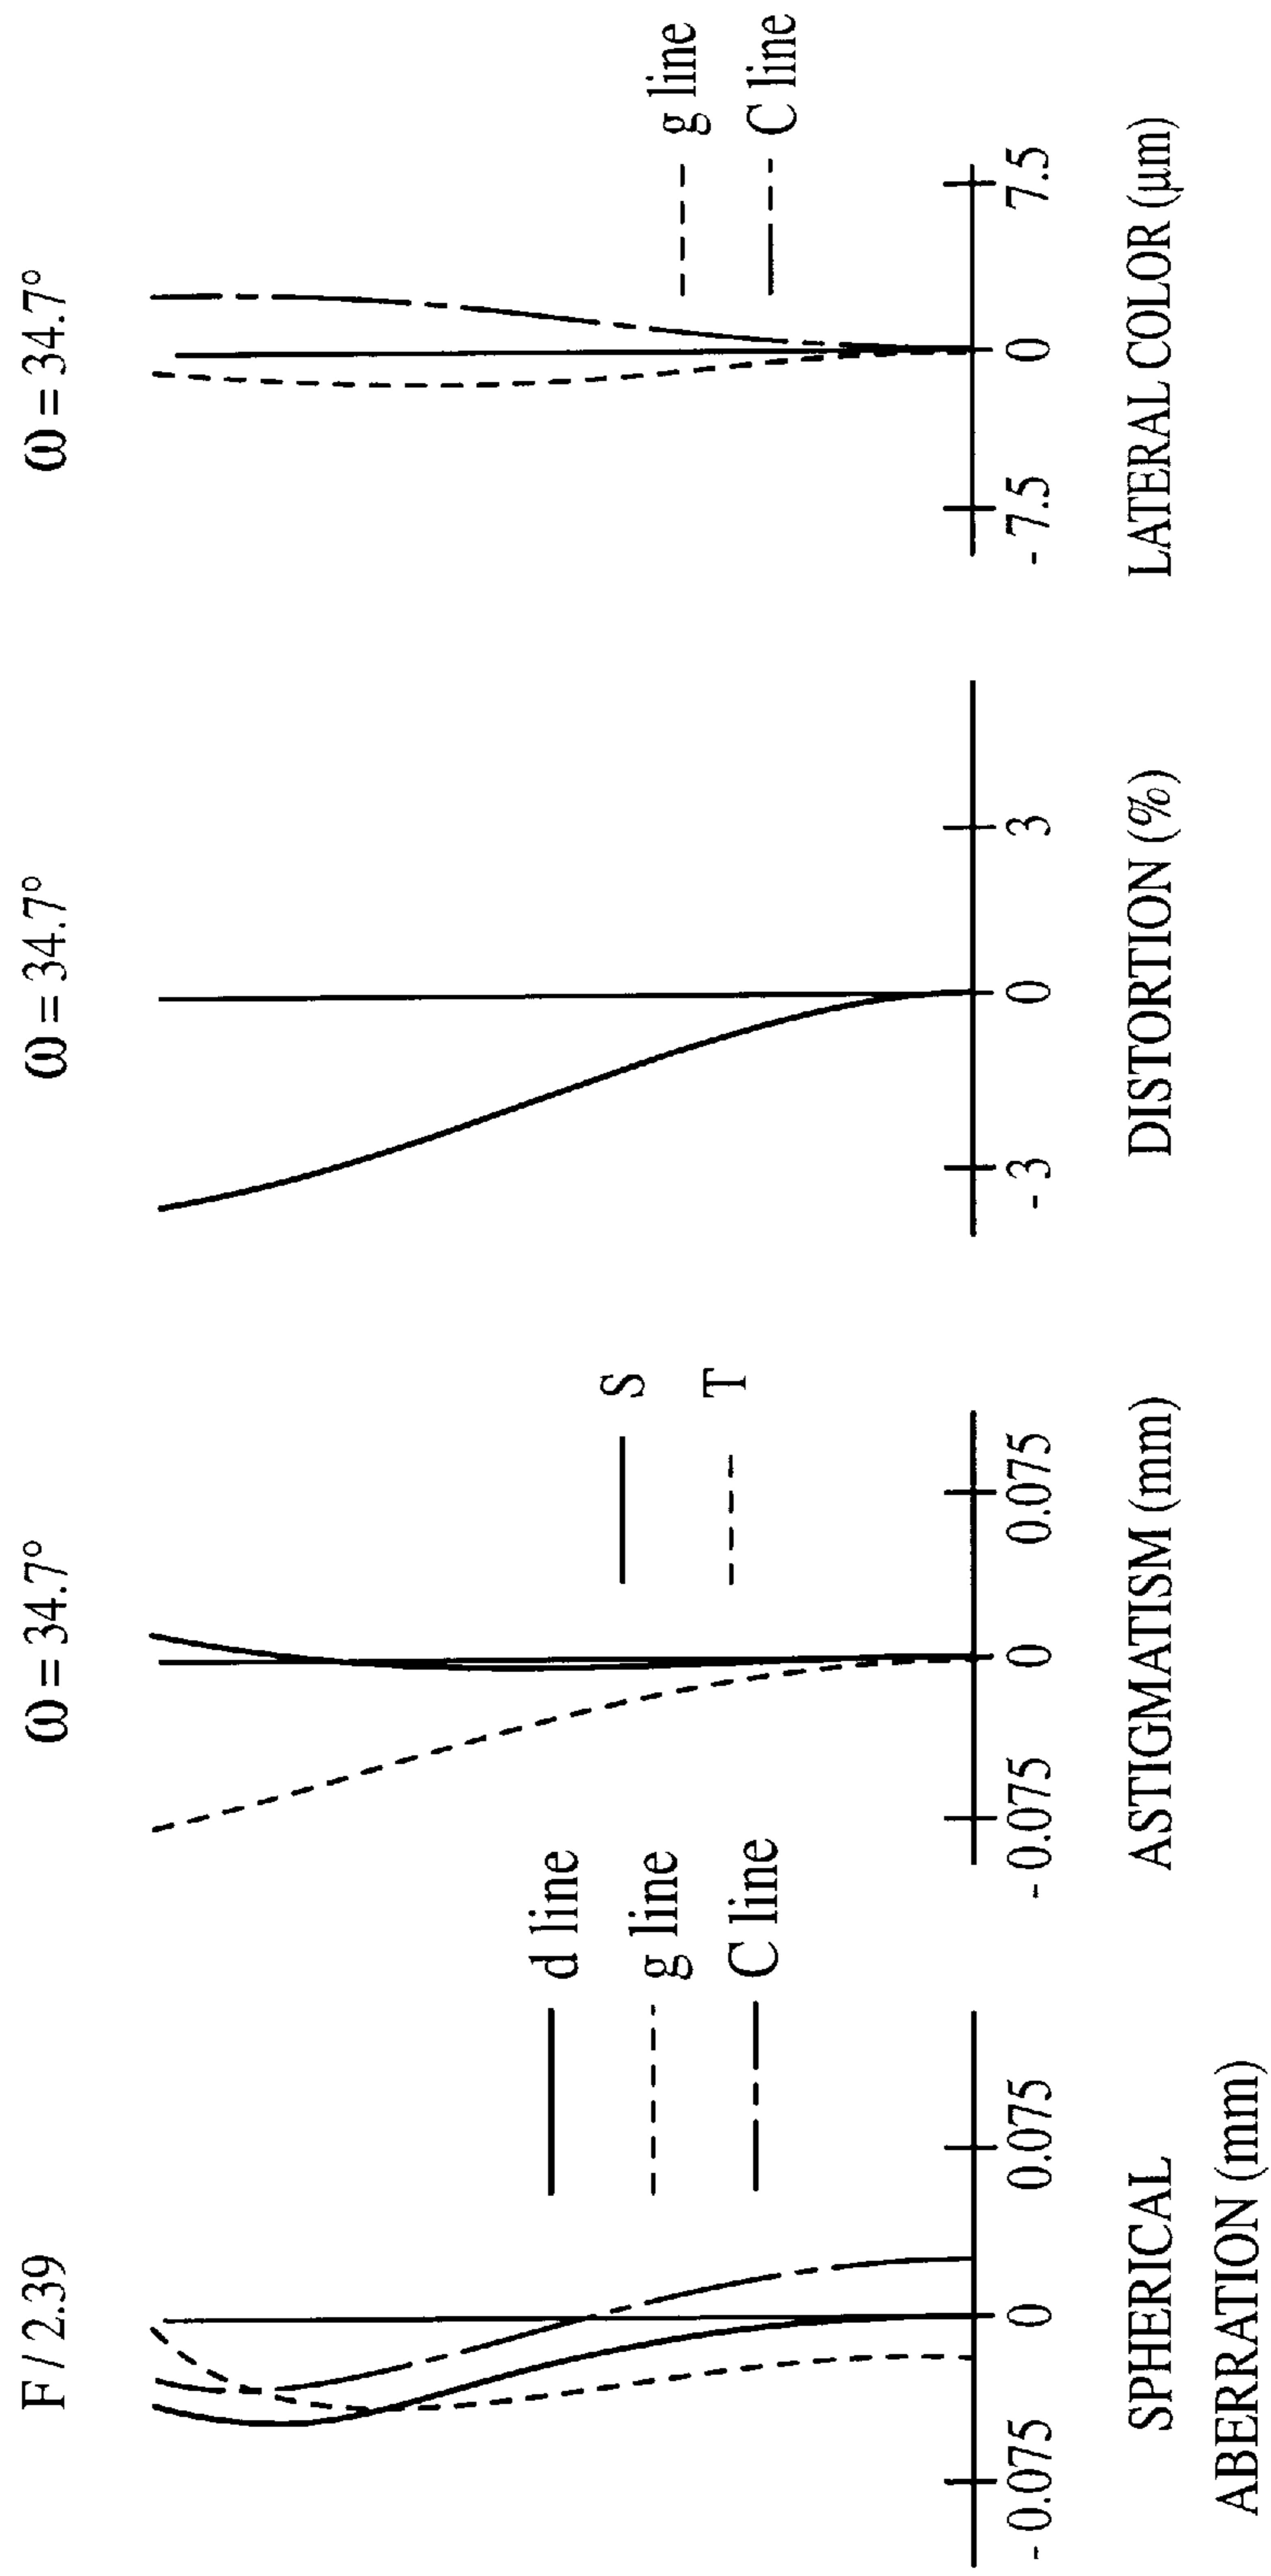 F / 2.39
d line
g line
C line
- 0.075
0
0.075
SPHERICAL
ABERRATION (mm)
ω = 34.7°
S
T
- 0.075
0
0.075
ASTIGMATISM (mm)
ω = 34.7°
- 3
0
3
DISTORTION (%)
ω = 34.7°
g line
C line
- 7.5
0
7.5
LATERAL COLOR (μm)